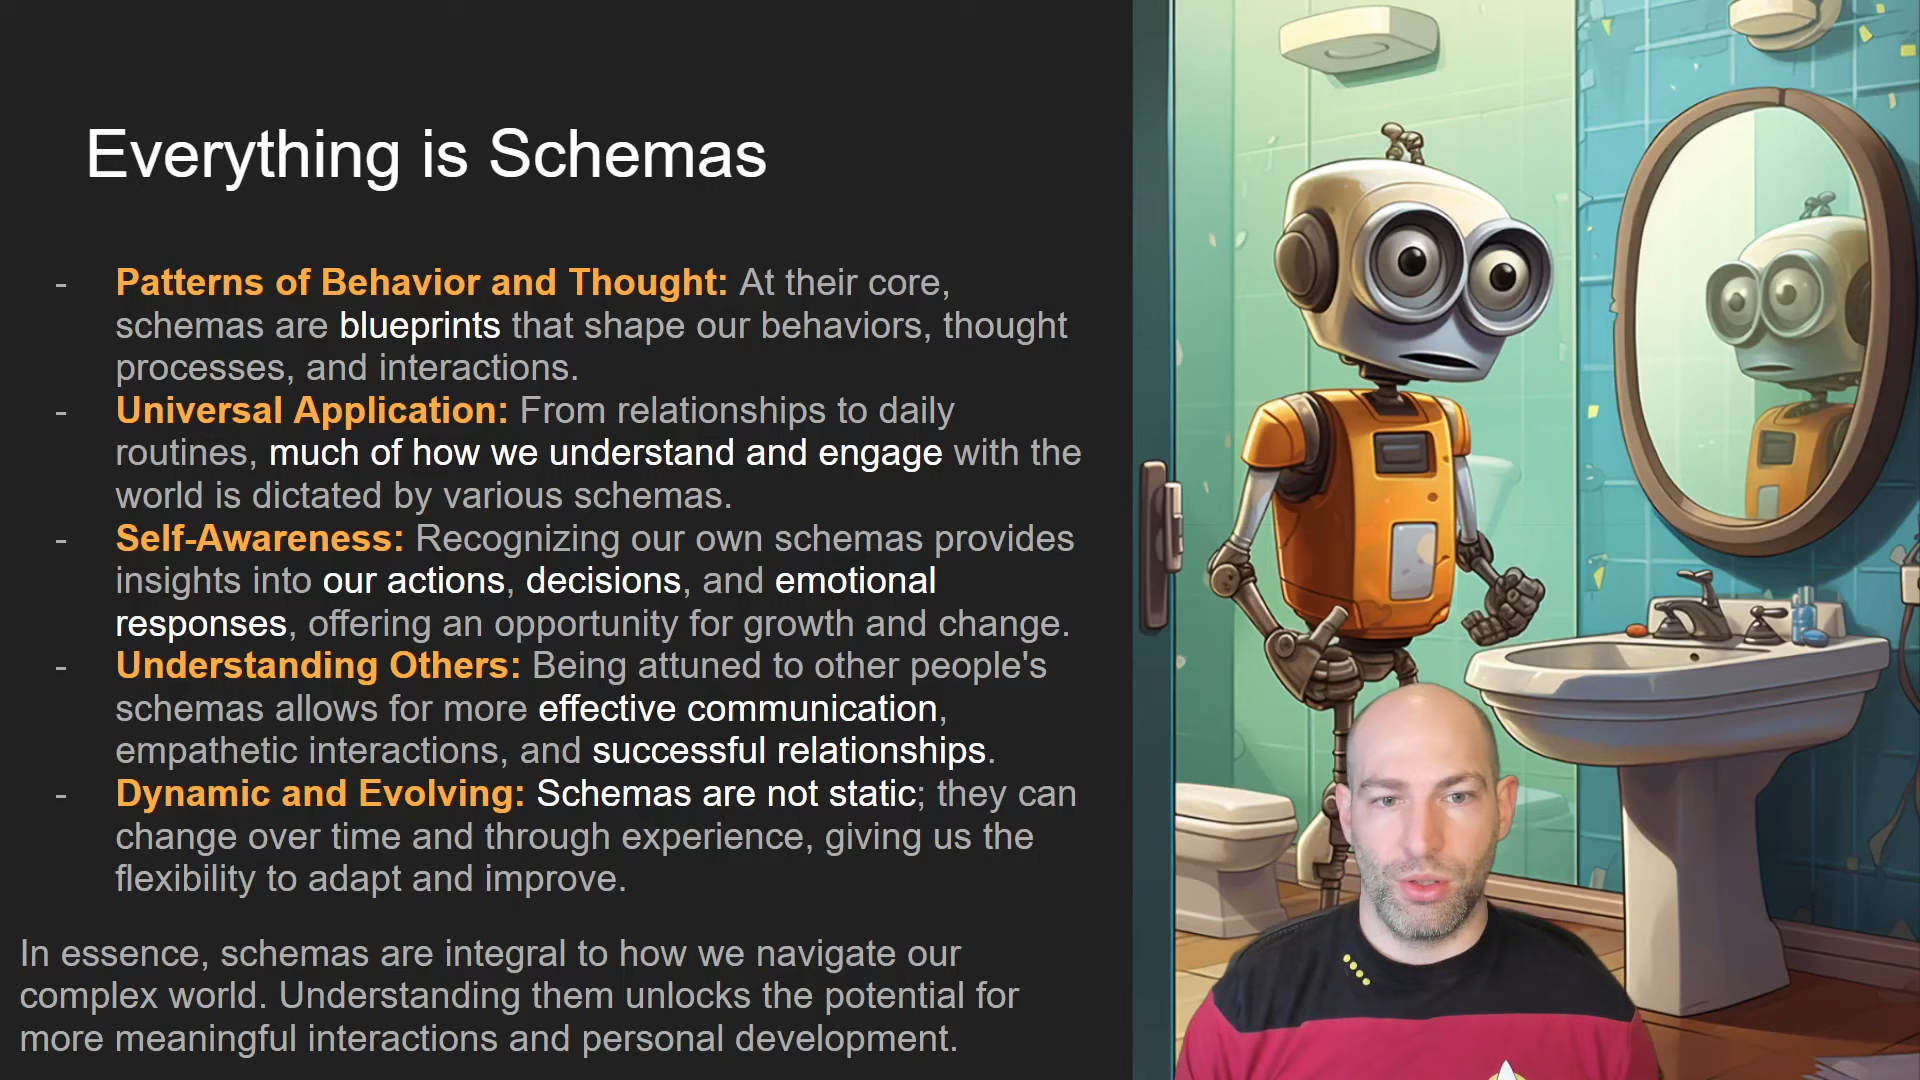 Everything is Schemas
- Patterns of Behavior and Thought: At their core,
schemas are blueprints that shape our behaviors, thought
processes, and interactions.
- Universal Application: From relationships to daily
routines, much of how we understand and engage with the
world is dictated by various schemas.
- Self-Awareness: Recognizing our own schemas provides
insights into our actions, decisions, and emotional
responses, offering an opportunity for growth and change.
- Understanding Others: Being attuned to other people's
schemas allows for more effective communication,
empathetic interactions, and successful relationships.
- Dynamic and Evolving: Schemas are not static; they can
change over time and through experience, giving us the
flexibility to adapt and improve.
In essence, schemas are integral to how we navigate our
complex world. Understanding them unlocks the potential for
more meaningful interactions and personal development.